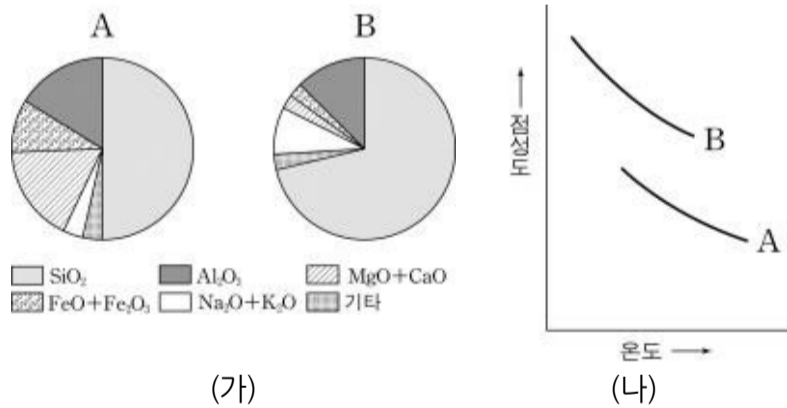 A
B
SiO₂ Al₂O₃ MgO+CaO
FeO+Fe₂O₃ Na₂O+K₂O 기타
(가)
점성도
B
A
온도
(나)